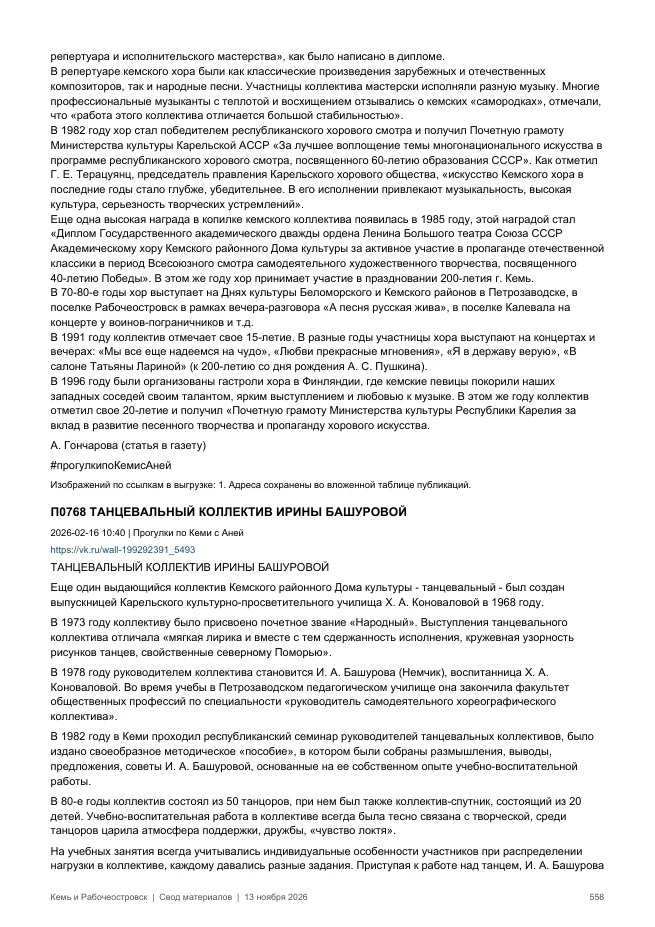 репертуара и исполнительского мастерства», как было написано в дипломе.
В репертуаре кемского хора были как классические произведения зарубежных и отечественных
композиторов, так и народные песни. Участницы коллектива мастерски исполняли разную музыку. Многие
профессиональные музыканты с теплотой и восхищением отзывались о кемских «самородках», отмечали,
что «работа этого коллектива отличается большой стабильностью».
В 1982 году хор стал победителем республиканского хорового смотра и получил Почетную грамоту
Министерства культуры Карельской АССР «За лучшее воплощение темы многонационального искусства в
программе республиканского хорового смотра, посвященного 60-летию образования СССР». Как отметил
Г. Е. Терацуянц, председатель правления Карельского хорового общества, «искусство Кемского хора в
последние годы стало глубже, убедительнее. В его исполнении привлекают музыкальность, высокая
культура, серьезность творческих устремлений».
Еще одна высокая награда в копилке кемского коллектива появилась в 1985 году, этой наградой стал
«Диплом Государственного академического дважды ордена Ленина Большого театра Союза СССР
Академическому хору Кемского районного Дома культуры за активное участие в пропаганде отечественной
классики в период Всесоюзного смотра самодеятельного художественного творчества, посвященного
40-летию Победы». В этом же году хор принимает участие в праздновании 200-летия г. Кемь.
В 70-80-е годы хор выступает на Днях культуры Беломорского и Кемского районов в Петрозаводске, в
поселке Рабочеостровск в рамках вечера-разговора «А песня русская жива», в поселке Калевала на
концерте у воинов-пограничников и т.д.
В 1991 году коллектив отмечает свое 15-летие. В разные годы участницы хора выступают на концертах и
вечерах: «Мы все еще надеемся на чудо», «Любви прекрасные мгновения», «Я в державу верую», «В
салоне Татьяны Лариной» (к 200-летию со дня рождения А. С. Пушкина).
В 1996 году были организованы гастроли хора в Финляндии, где кемские певицы покорили наших
западных соседей своим талантом, ярким выступлением и любовью к музыке. В этом же году коллектив
отметил свое 20-летие и получил «Почетную грамоту Министерства культуры Республики Карелия за
вклад в развитие песенного творчества и пропаганду хорового искусства.
А. Гончарова (статья в газету)
#прогулкипоКемисАней
Изображений по ссылкам в выгрузке: 1. Адреса сохранены во вложенной таблице публикаций.
П0768 ТАНЦЕВАЛЬНЫЙ КОЛЛЕКТИВ ИРИНЫ БАШУРОВОЙ
2026-02-16 10:40 | Прогулки по Кеми с Аней
https://vk.ru/wall-199292391_5493
ТАНЦЕВАЛЬНЫЙ КОЛЛЕКТИВ ИРИНЫ БАШУРОВОЙ
Еще один выдающийся коллектив Кемского районного Дома культуры - танцевальный - был создан
выпускницей Карельского культурно-просветительного училища Х. А. Коноваловой в 1968 году.
В 1973 году коллективу было присвоено почетное звание «Народный». Выступления танцевального
коллектива отличала «мягкая лирика и вместе с тем сдержанность исполнения, кружевная узорность
рисунков танцев, свойственные северному Поморью».
В 1978 году руководителем коллектива становится И. А. Башурова (Немчик), воспитанница Х. А.
Коноваловой. Во время учебы в Петрозаводском педагогическом училище она закончила факультет
общественных профессий по специальности «руководитель самодеятельного хореографического
коллектива».
В 1982 году в Кеми проходил республиканский семинар руководителей танцевальных коллективов, было
издано своеобразное методическое «пособие», в котором были собраны размышления, выводы,
предложения, советы И. А. Башуровой, основанные на ее собственном опыте учебно-воспитательной
работы.
В 80-е годы коллектив состоял из 50 танцоров, при нем был также коллектив-спутник, состоящий из 20
детей. Учебно-воспитательная работа в коллективе всегда была тесно связана с творческой, среди
танцоров царила атмосфера поддержки, дружбы, «чувство локтя».
На учебных занятия всегда учитывались индивидуальные особенности участников при распределении
нагрузки в коллективе, каждому давались разные задания. Приступая к работе над танцем, И. А. Башурова
Кемь и Рабочеостровск | Свод материалов | 13 ноября 2026
558